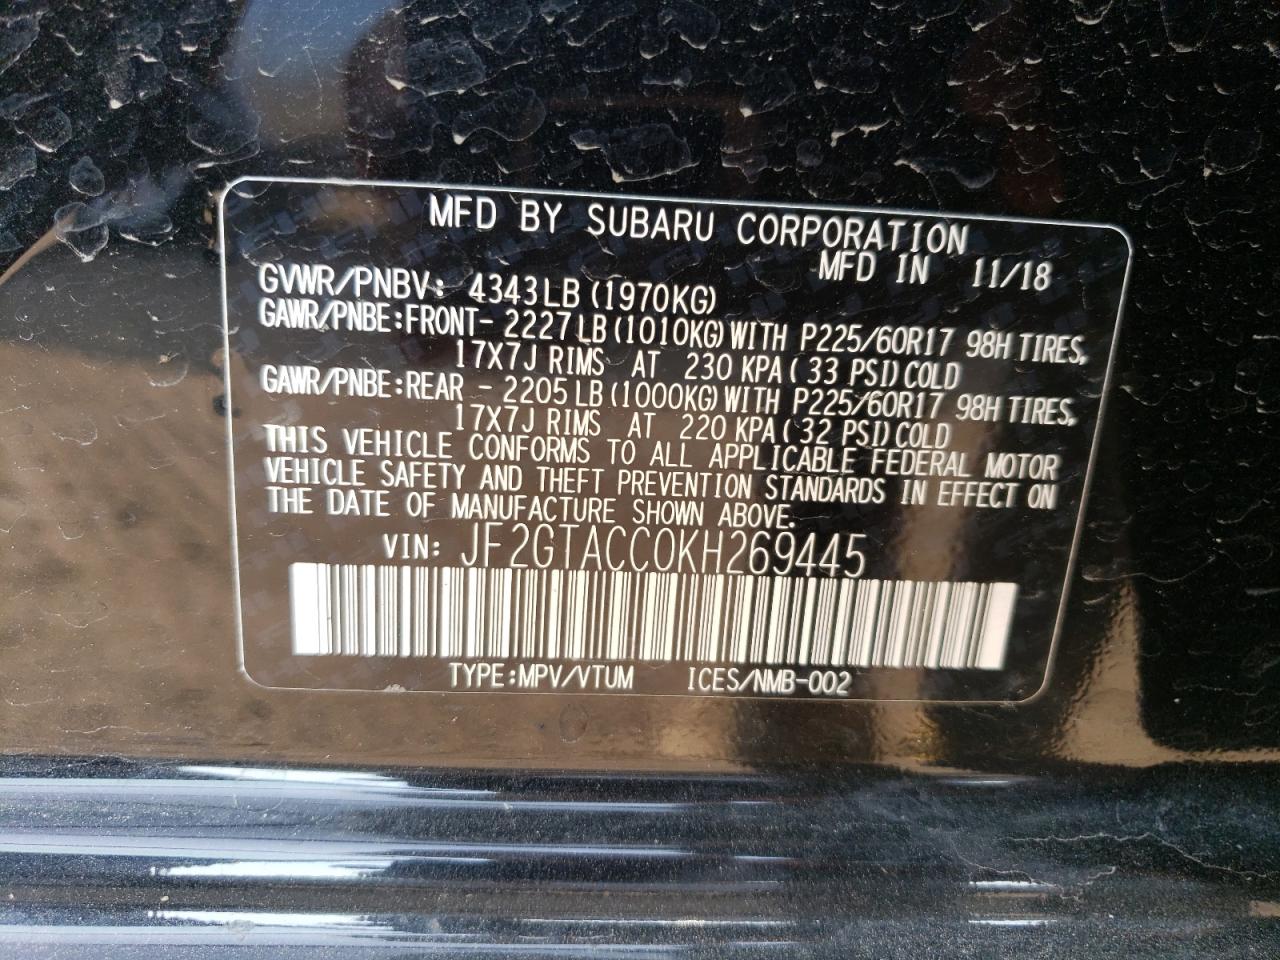 MFD BY SUBARU CORPORATION
MFD IN 11/18
GVWR/PNBV: 4343LB (1970KG)
GAWR/PNBE:FRONT- 2227LB(1010KG)WITH P225/60R17 98H TIRES,
17X7J RIMS AT 230 KPA( 33 PSI)COLD
GAWR/PNBE:REAR - 2205LB(1000KG)WITH P225/60R17 98H TIRES,
17X7J RIMS AT 220 KPA( 32 PSI)COLD
THIS VEHICLE CONFORMS TO ALL APPLICABLE FEDERAL MOTOR
VEHICLE SAFETY AND THEFT PREVENTION STANDARDS IN EFFECT ON
THE DATE OF MANUFACTURE SHOWN ABOVE.
VIN: JF2GTACC0KH269445
TYPE:MPV/VTUM ICES/NMB-002